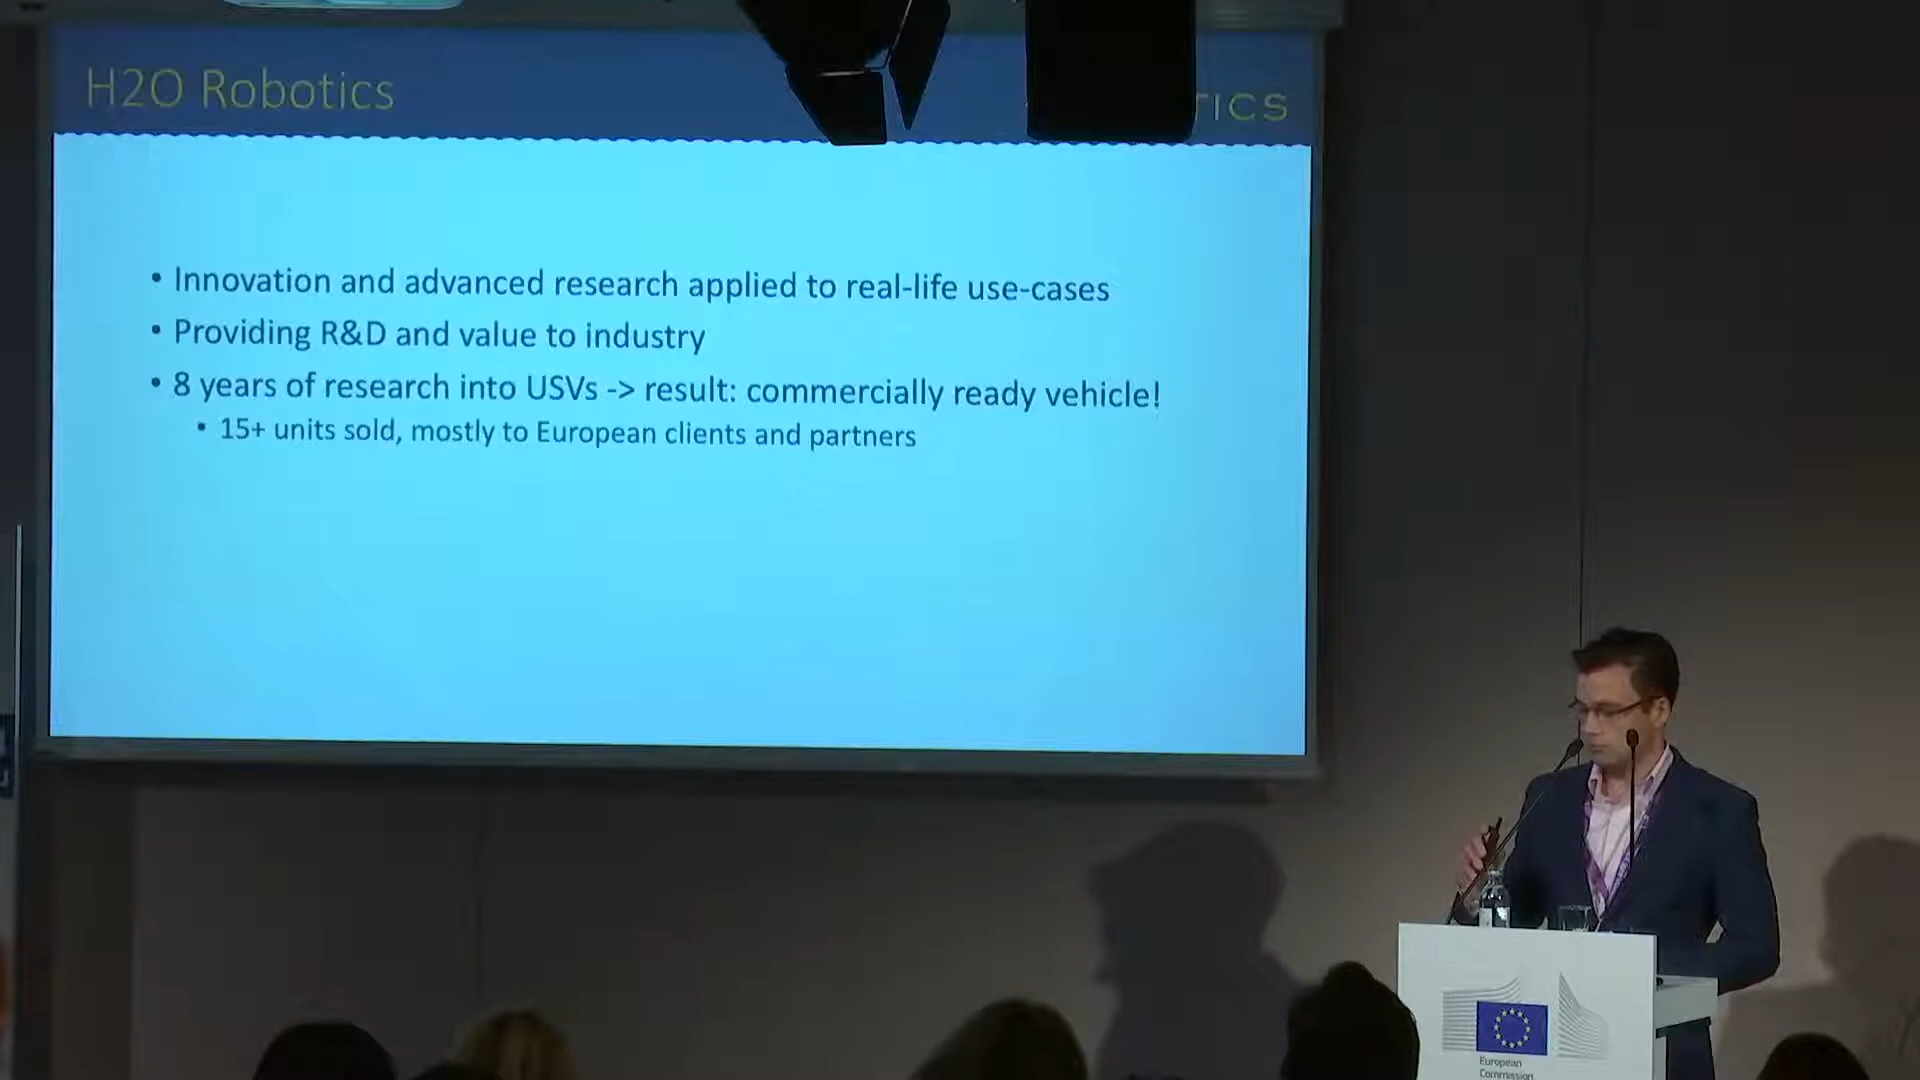 H2O Robotics
TICS
• Innovation and advanced research applied to real-life use-cases
• Providing R&D and value to industry
• 8 years of research into USVs -> result: commercially ready vehicle!
• 15+ units sold, mostly to European clients and partners
European
Commission